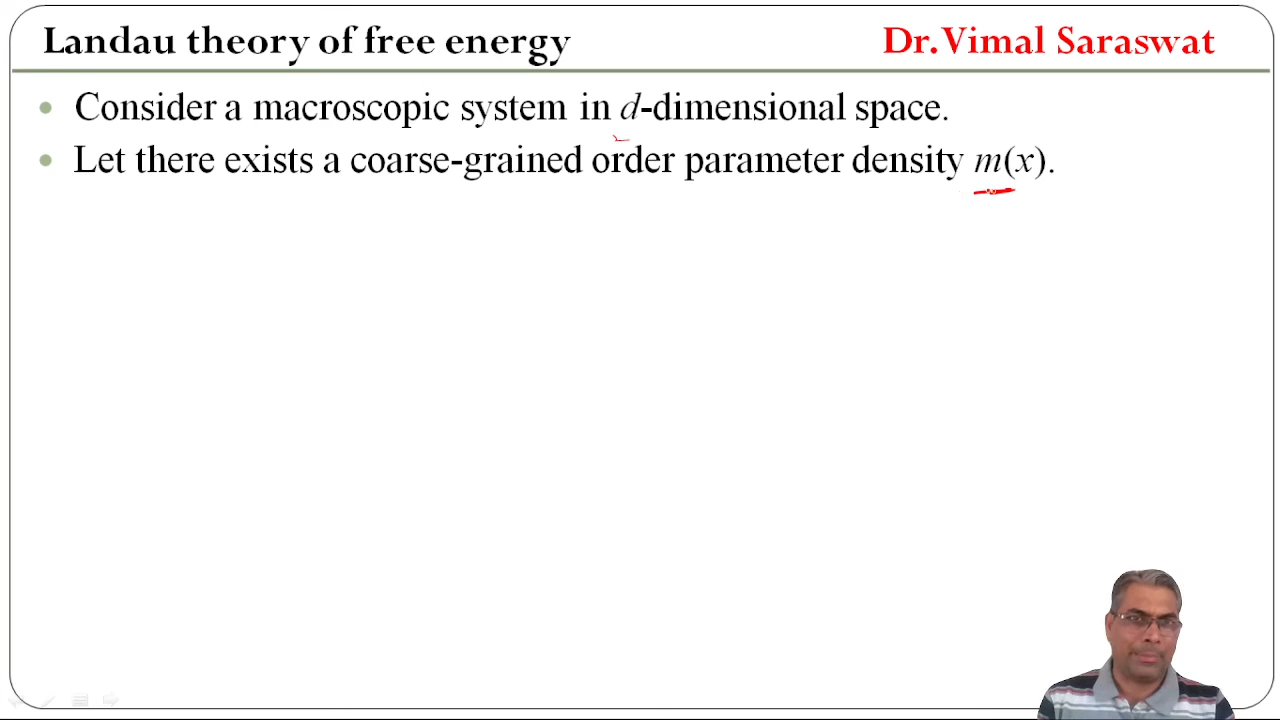 Landau theory of free energy
Dr. Vimal Saraswat
Consider a macroscopic system in d-dimensional space.
Let there exists a coarse-grained order parameter density m(x).